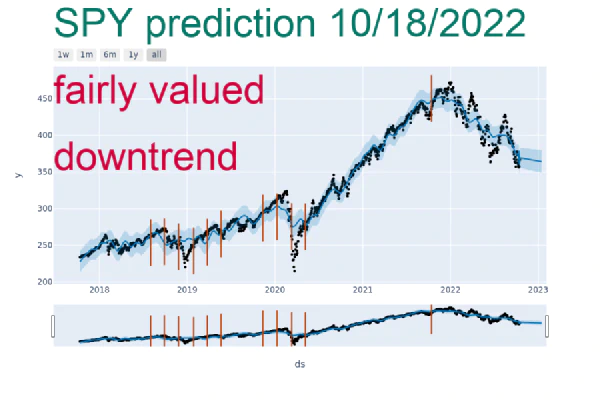 SPY prediction 10/18/2022
1w 1m 6m 1y all
fairly valued
downtrend
450
400
350
300
250
200
y
2018 2019 2020 2021 2022 2023
ds